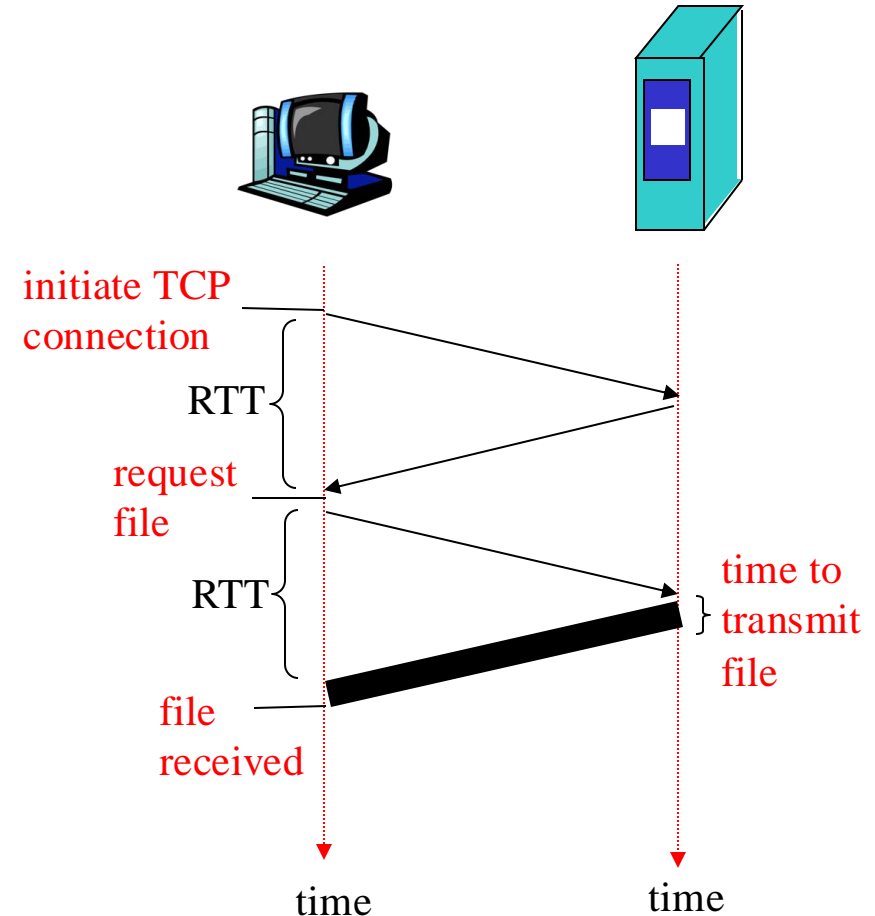 initiate TCP
connection
RTT
request
file
RTT
time to
transmit
file
file
received
time
time